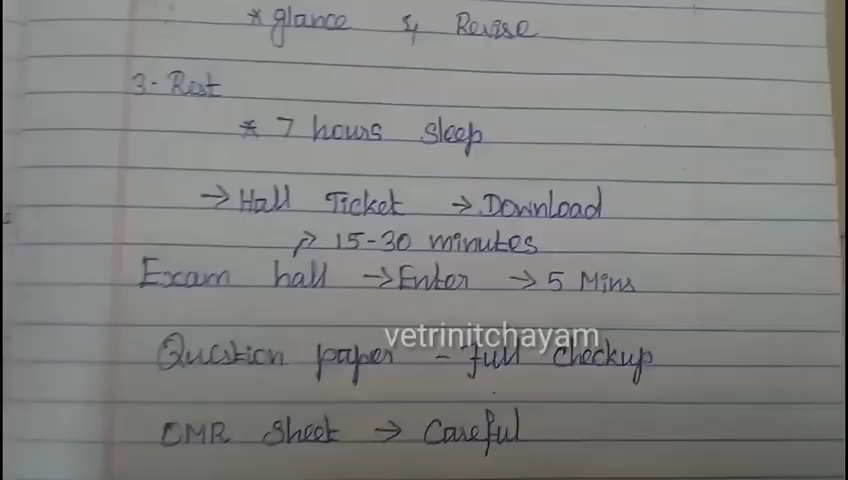 * glance & Revise
3. Rest
* 7 hours sleep
→ Hall Ticket → Download
→ 15-30 minutes
Exam hall → Enter → 5 Mins
vetrinitchayam
Question paper - full checkup
OMR sheet → Careful